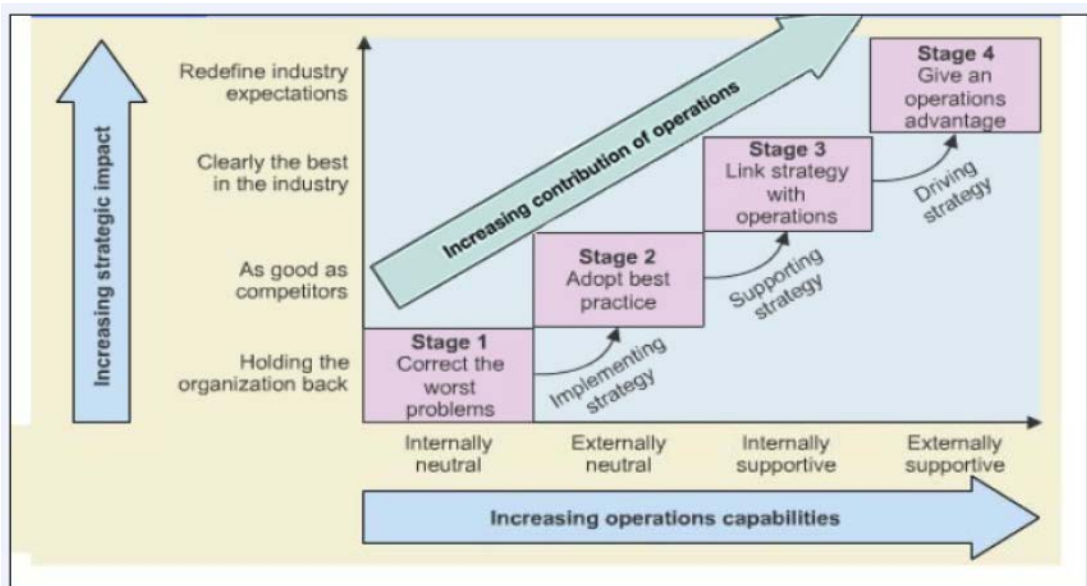 Increasing strategic impact
Redefine industry
expectations
Clearly the best
in the industry
As good as
competitors
Holding the
organization back
Increasing contribution of operations
Stage 4
Give an
operations
advantage
Stage 3
Link strategy
with
operations
Driving
strategy
Stage 2
Adopt best
practice
Supporting
strategy
Stage 1
Correct the
worst
problems
Implementing
strategy
Internally
neutral
Externally
neutral
Internally
supportive
Externally
supportive
Increasing operations capabilities